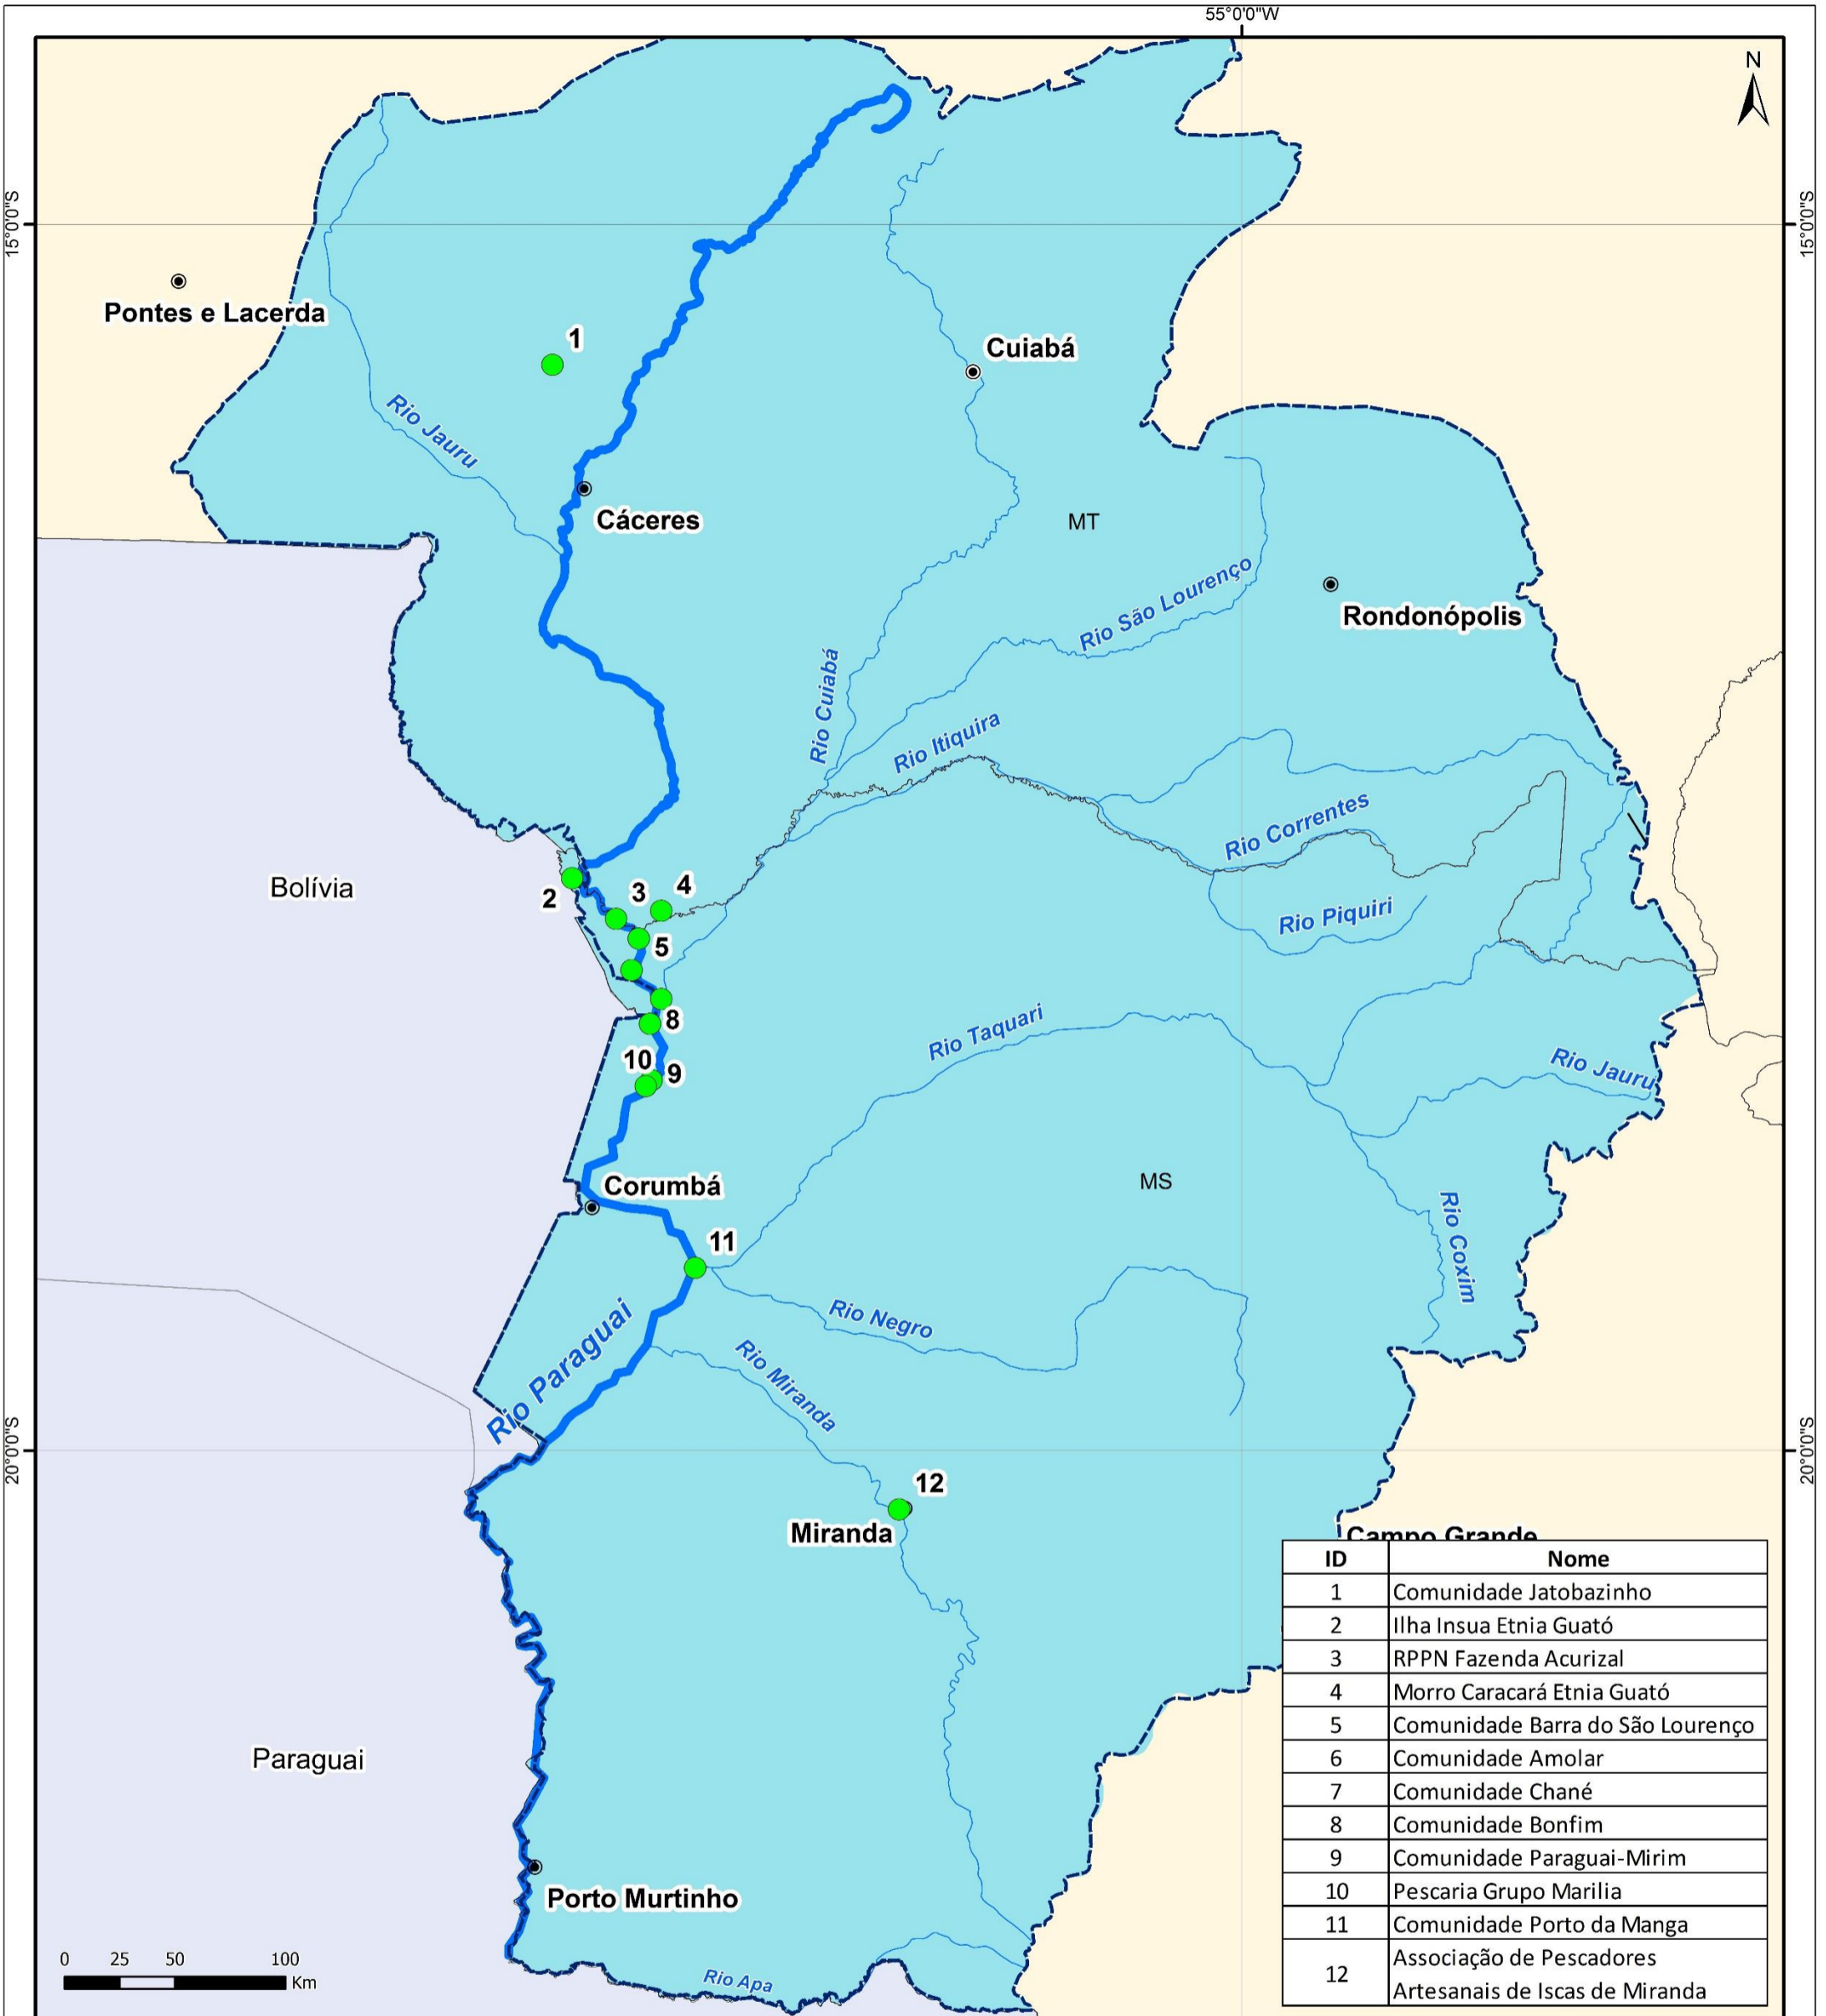 55°0'0"W
N
15°0'0"S
15°0'0"S
Pontes e Lacerda
1
Cuiabá
Rio Jauru
Cáceres
MT
Rio São Lourenço
Rondonópolis
Rio Cuiabá
Rio Itiquira
Rio Correntes
Bolívia
2
3
4
Rio Piquiri
5
8
Rio Taquari
10
9
Rio Jauru
Corumbá
MS
Rio Coxim
11
Rio Negro
Rio Paraguai
Rio Miranda
20°0'0"S
20°0'0"S
12
Miranda
Campo Grande
ID Nome
1 Comunidade Jatobazinho
2 Ilha Insua Etnia Guató
3 RPPN Fazenda Acurizal
4 Morro Caracará Etnia Guató
5 Comunidade Barra do São Lourenço
6 Comunidade Amolar
7 Comunidade Chané
8 Comunidade Bonfim
9 Comunidade Paraguai-Mirim
10 Pescaria Grupo Marilia
11 Comunidade Porto da Manga
12 Associação de Pescadores
Artesanais de Iscas de Miranda
Paraguai
Porto Murtinho
0 25 50 100
Km
Rio Apa